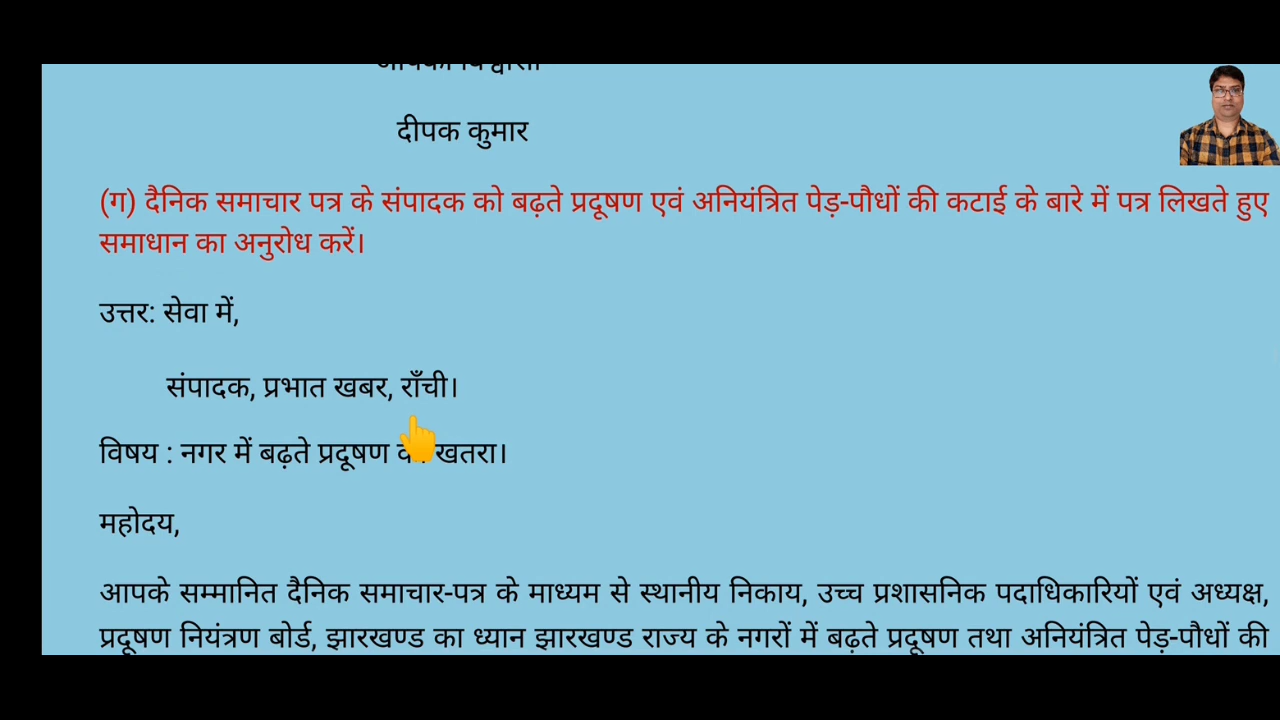 दीपक कुमार
(ग) दैनिक समाचार पत्र के संपादक को बढ़ते प्रदूषण एवं अनियंत्रित पेड़-पौधों की कटाई के बारे में पत्र लिखते हुए
समाधान का अनुरोध करें।
उत्तर: सेवा में,
संपादक, प्रभात खबर, राँची।
विषय : नगर में बढ़ते प्रदूषण खतरा।
महोदय,
आपके सम्मानित दैनिक समाचार-पत्र के माध्यम से स्थानीय निकाय, उच्च प्रशासनिक पदाधिकारियों एवं अध्यक्ष,
प्रदूषण नियंत्रण बोर्ड, झारखण्ड का ध्यान झारखण्ड राज्य के नगरों में बढ़ते प्रदूषण तथा अनियंत्रित पेड़-पौधों की